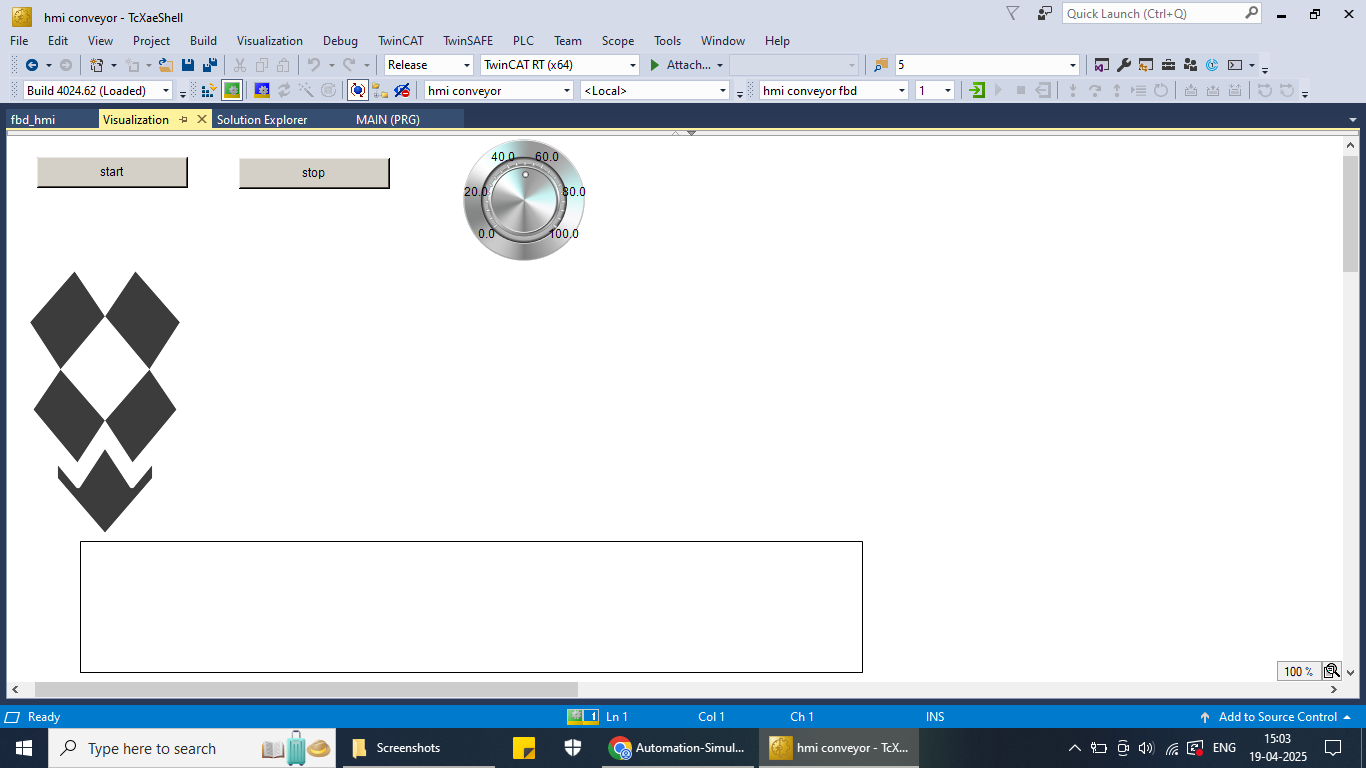 hmi conveyor - TcXaeShell
Quick Launch (Ctrl+Q)
File Edit View Project Build Visualization Debug TwinCAT TwinSAFE PLC Team Scope Tools Window Help
Release TwinCAT RT (x64) Attach... 5
Build 4024.62 (Loaded) hmi conveyor <Local> hmi conveyor fbd 1
fbd_hmi Visualization Solution Explorer MAIN (PRG)
start stop
40.0 60.0
20.0 80.0
0.0 100.0
100 %
Ready 1 Ln 1 Col 1 Ch 1 INS Add to Source Control
Type here to search Screenshots Automation-Simul... hmi conveyor - TcX... ENG 15:03
19-04-2025